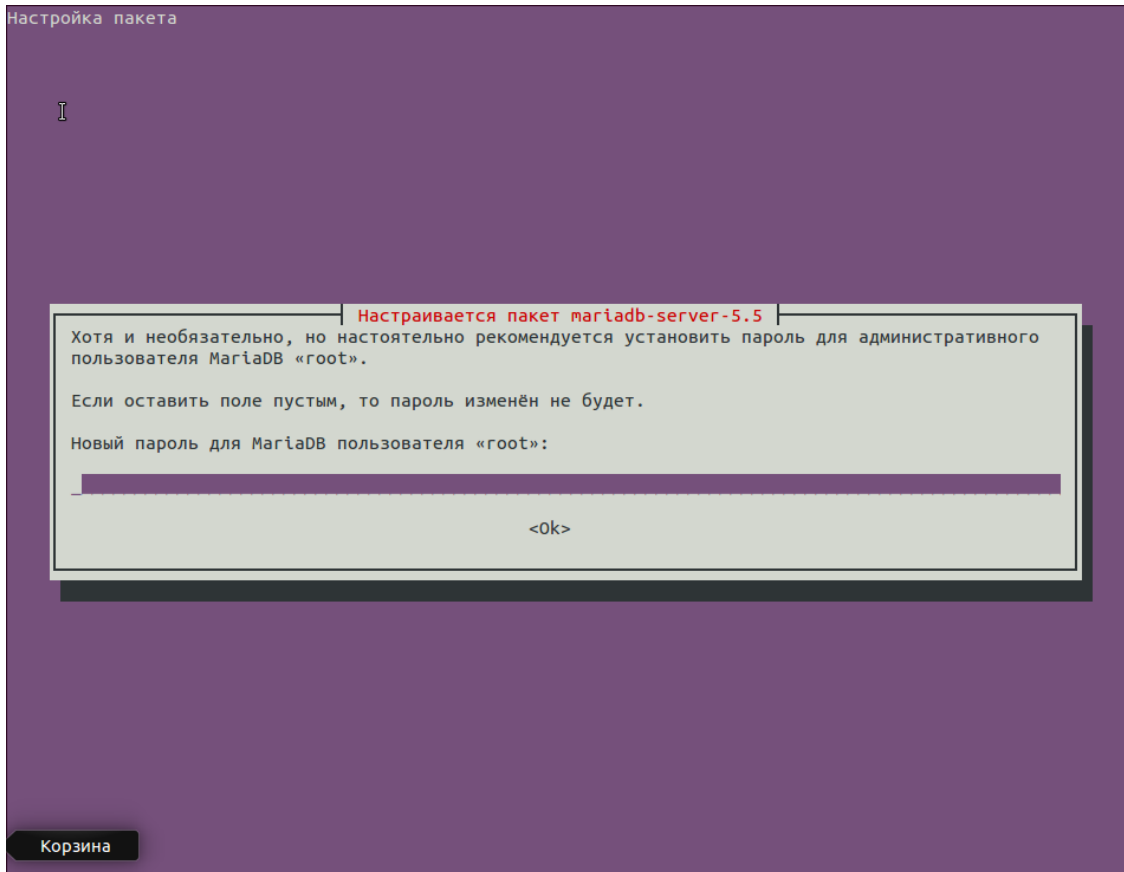 Настройка пакета
Настраивается пакет mariadb-server-5.5
Хотя и необязательно, но настоятельно рекомендуется установить пароль для административного
пользователя MariaDB «root».
Если оставить поле пустым, то пароль изменён не будет.
Новый пароль для MariaDB пользователя «root»:
<Ok>
Корзина